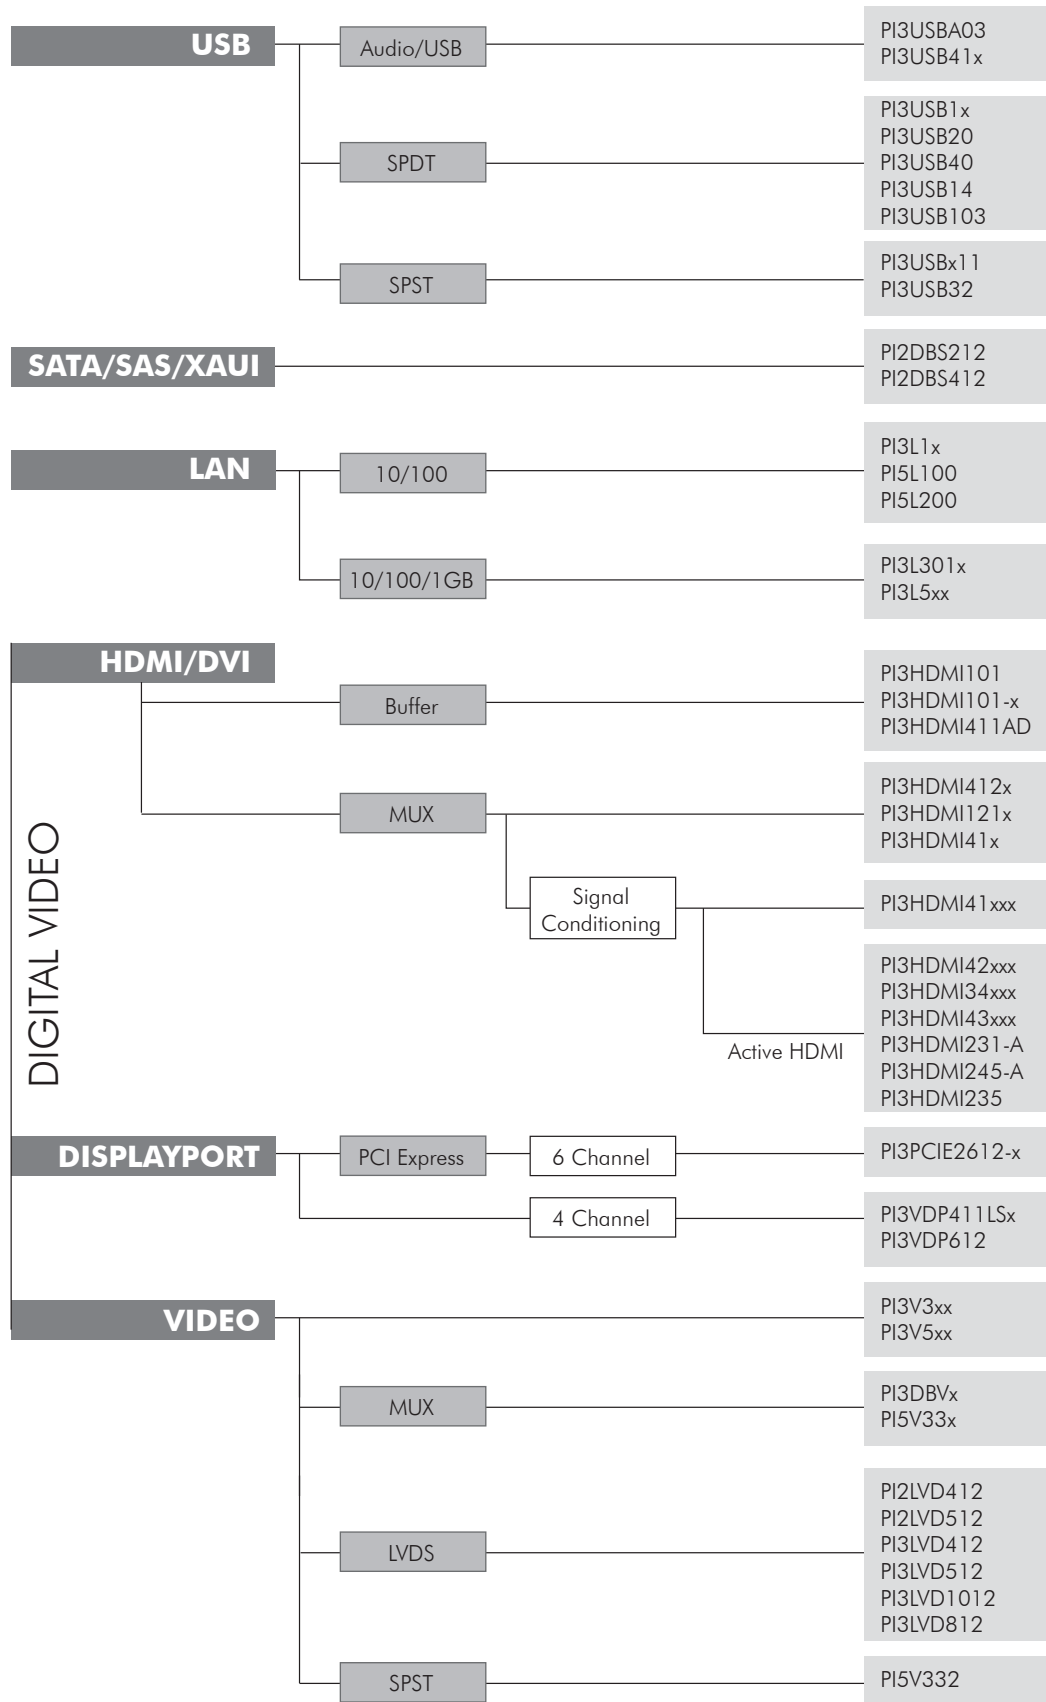 USB
Audio/USB
PI3USBA03
PI3USB41x
SPDT
PI3USB1x
PI3USB20
PI3USB40
PI3USB14
PI3USB103
SPST
PI3USBx11
PI3USB32
SATA/SAS/XAUI
PI2DBS212
PI2DBS412
LAN
10/100
PI3L1x
PI5L100
PI5L200
10/100/1GB
PI3L301x
PI3L5xx
DIGITAL VIDEO
HDMI/DVI
Buffer
PI3HDMI101
PI3HDMI101-x
PI3HDMI411AD
MUX
PI3HDMI412x
PI3HDMI121x
PI3HDMI41x
Signal
Conditioning
PI3HDMI41xxx
Active HDMI
PI3HDMI42xxx
PI3HDMI34xxx
PI3HDMI43xxx
PI3HDMI231-A
PI3HDMI245-A
PI3HDMI235
DISPLAYPORT
PCI Express
6 Channel
PI3PCIE2612-x
4 Channel
PI3VDP411LSx
PI3VDP612
VIDEO
PI3V3xx
PI3V5xx
MUX
PI3DBVx
PI5V33x
LVDS
PI2LVD412
PI2LVD512
PI3LVD412
PI3LVD512
PI3LVD1012
PI3LVD812
SPST
PI5V332